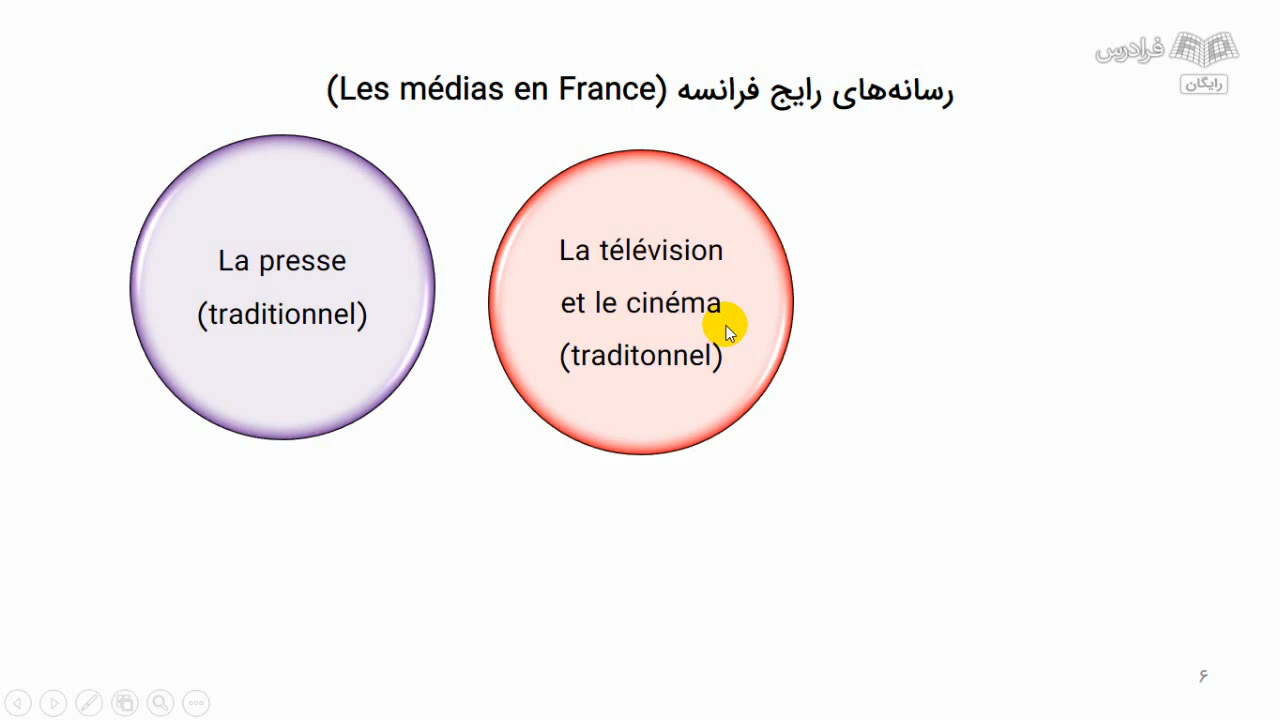 فرادرس
رایگان
رسانه‌های رایج فرانسه (Les médias en France)
La presse
(traditionnel)
La télévision
et le cinéma
(traditonnel)
۶